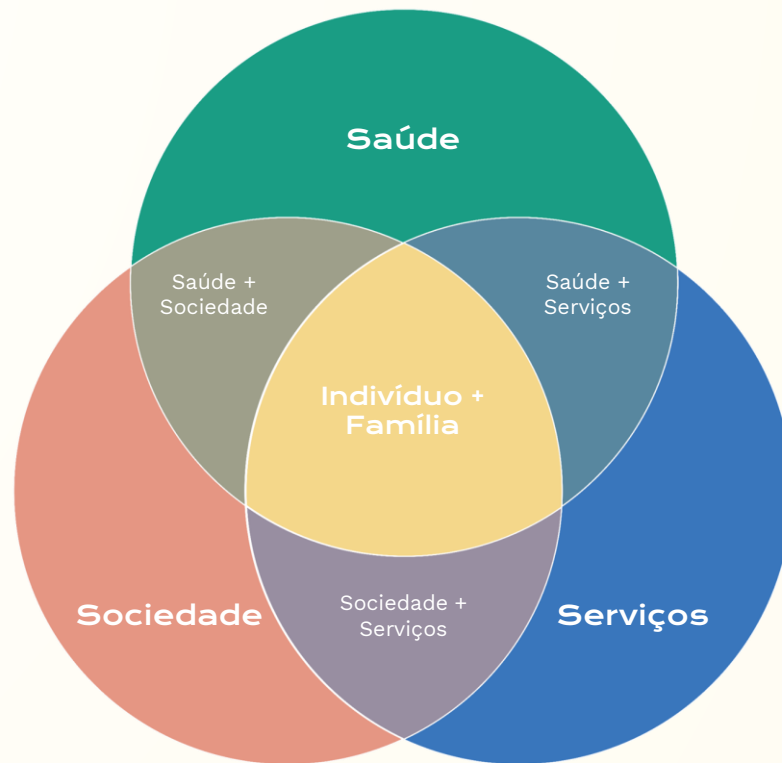 Saúde
Saúde +
Sociedade
Saúde +
Serviços
Indivíduo +
Família
Sociedade
Sociedade +
Serviços
Serviços